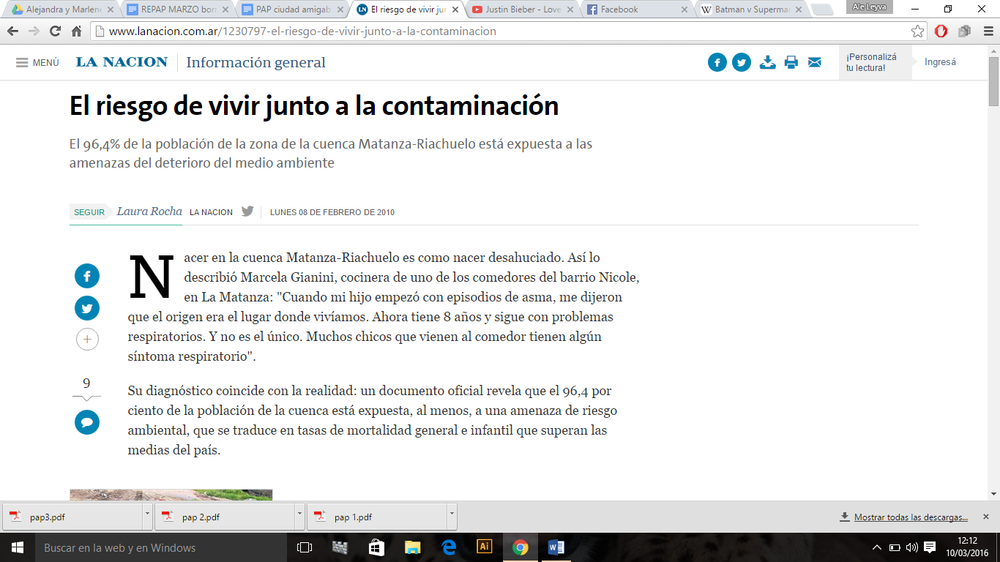 Alejandra y Marlene
REPAP MARZO borr
PAP ciudad amigab
El riesgo de vivir jun
Justin Bieber - Love
Facebook
Batman v Superma
Ale Leyva
www.lanacion.com.ar/1230797-el-riesgo-de-vivir-junto-a-la-contaminacion
MENÚ
LA NACION
Información general
¡Personalizá
tu lectura!
Ingresá
El riesgo de vivir junto a la contaminación
El 96,4% de la población de la zona de la cuenca Matanza-Riachuelo está expuesta a las
amenazas del deterioro del medio ambiente
SEGUIR Laura Rocha LA NACION LUNES 08 DE FEBRERO DE 2010
Nacer en la cuenca Matanza-Riachuelo es como nacer desahuciado. Así lo
describió Marcela Gianini, cocinera de uno de los comedores del barrio Nicole,
en La Matanza: "Cuando mi hijo empezó con episodios de asma, me dijeron
que el origen era el lugar donde vivíamos. Ahora tiene 8 años y sigue con problemas
respiratorios. Y no es el único. Muchos chicos que vienen al comedor tienen algún
síntoma respiratorio".
9
Su diagnóstico coincide con la realidad: un documento oficial revela que el 96,4 por
ciento de la población de la cuenca está expuesta, al menos, a una amenaza de riesgo
ambiental, que se traduce en tasas de mortalidad general e infantil que superan las
medias del país.
pap3.pdf
pap 2.pdf
pap 1.pdf
Mostrar todas las descargas...
Buscar en la web y en Windows
12:12
10/03/2016